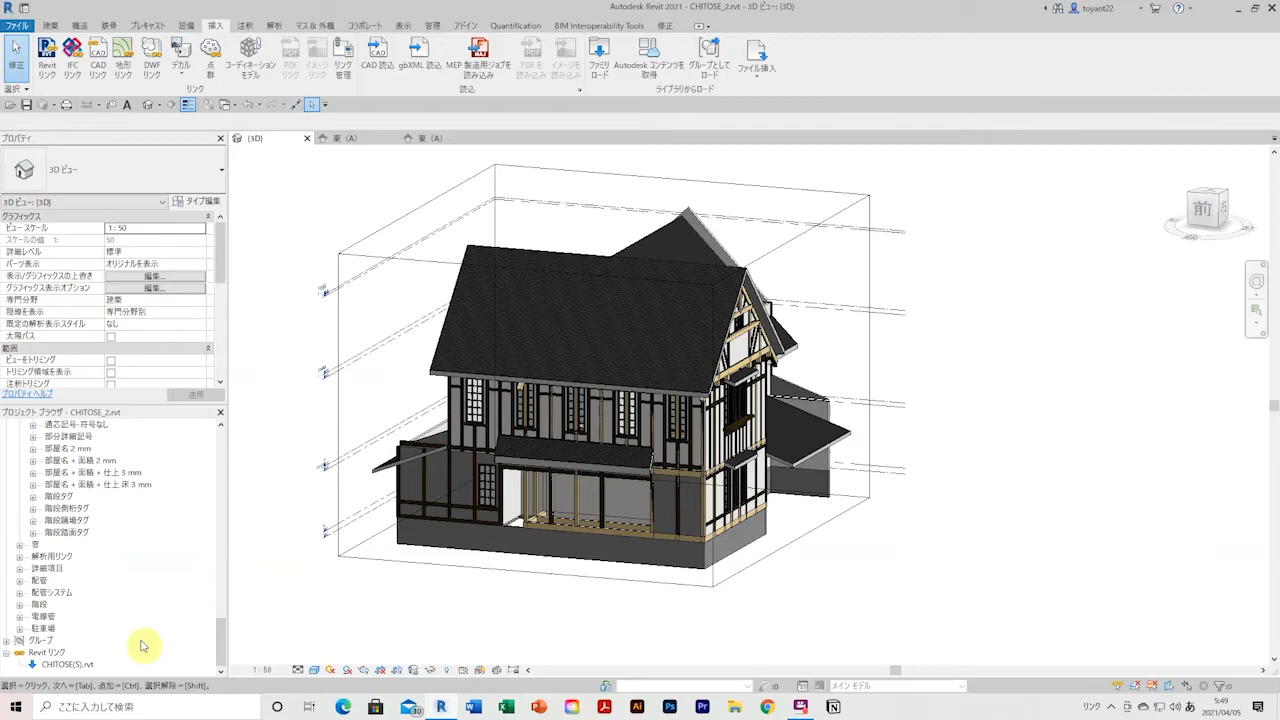 Autodesk Revit 2021 - CHITOSE_2.rvt - 3D ビュー: {3D}
toyaot22
ファイル 建築 構造 鉄骨 プレキャスト 設備 挿入 注釈 解析 マス & 外構 コラボレート 表示 管理 アドイン Quantification BIM Interoperability Tools 修正
修正
Revit リンク
IFC リンク
CAD リンク
地形 リンク
DWF リンク
デカル
点群
コーディネーション モデル
PDF リンク
イメージ リンク
リンク 管理
CAD 読込
gbXML 読込
MEP 製造用ジョブを 読み込み
PDFを 読み込み
イメージを 読み込み
ファミリ ロード
Autodesk コンテンツを 取得
グループとして ロード
ファイル挿入
選択
リンク
読込
ライブラリからロード
プロパティ
{3D}
東 (A)
東 (A)
3D ビュー
3D ビュー: {3D}
タイプ編集
グラフィックス
ビュー スケール 1 : 50
スケールの値 1: 50
詳細レベル 標準
パーツ表示 オリジナルを表示
表示/グラフィックスの上書き 編集...
グラフィックス表示オプション 編集...
専門分野 建築
隠線を表示 専門分野別
既定の解析表示スタイル なし
太陽パス
範囲
ビューをトリミング
トリミング領域を表示
注釈トリミング
プロパティヘルプ
適用
前
プロジェクト ブラウザ - CHITOSE_2.rvt
通芯記号-符号なし
部分詳細記号
部屋名 2 mm
部屋名 + 面積 2 mm
部屋名 + 面積 + 仕上 3 mm
部屋名 + 面積 + 仕上 床 3 mm
階段タグ
階段側桁タグ
階段踊場タグ
階段踏面タグ
窓
解析用リンク
詳細項目
配管
配管システム
階段
電線管
駐車場
グループ
Revit リンク
CHITOSE(S).rvt
1 : 50
選択=クリック, 次へ=[Tab], 追加=[Ctrl], 選択解除=[Shift]。
:0
メイン モデル
:0
ここに入力して検索
30
リンク
あ
5:49
2021/04/05